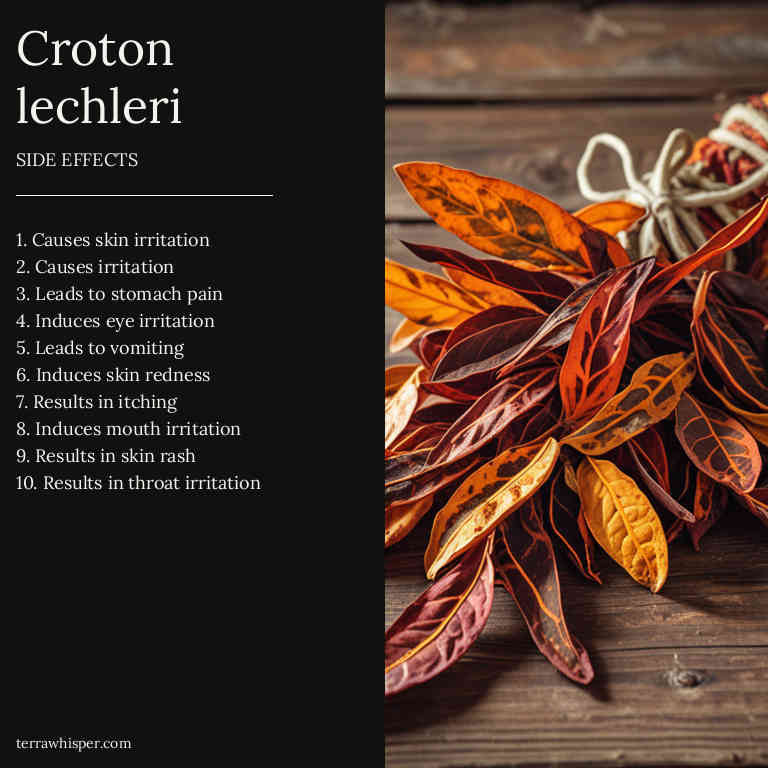 Croton
lechleri
SIDE EFFECTS
1. Causes skin irritation
2. Causes irritation
3. Leads to stomach pain
4. Induces eye irritation
5. Leads to vomiting
6. Induces skin redness
7. Results in itching
8. Induces mouth irritation
9. Results in skin rash
10. Results in throat irritation
terrawhisper.com